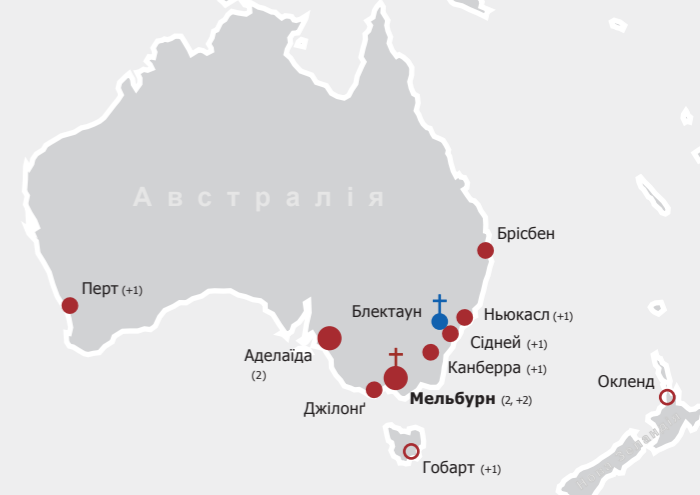 Австралія
Брісбен
Перт (+1)
Блектаун
Ньюкасл (+1)
Сідней (+1)
Аделаїда
(2)
Канберра (+1)
Окленд
Мельбурн (2, +2)
Джілонґ
Гобарт (+1)